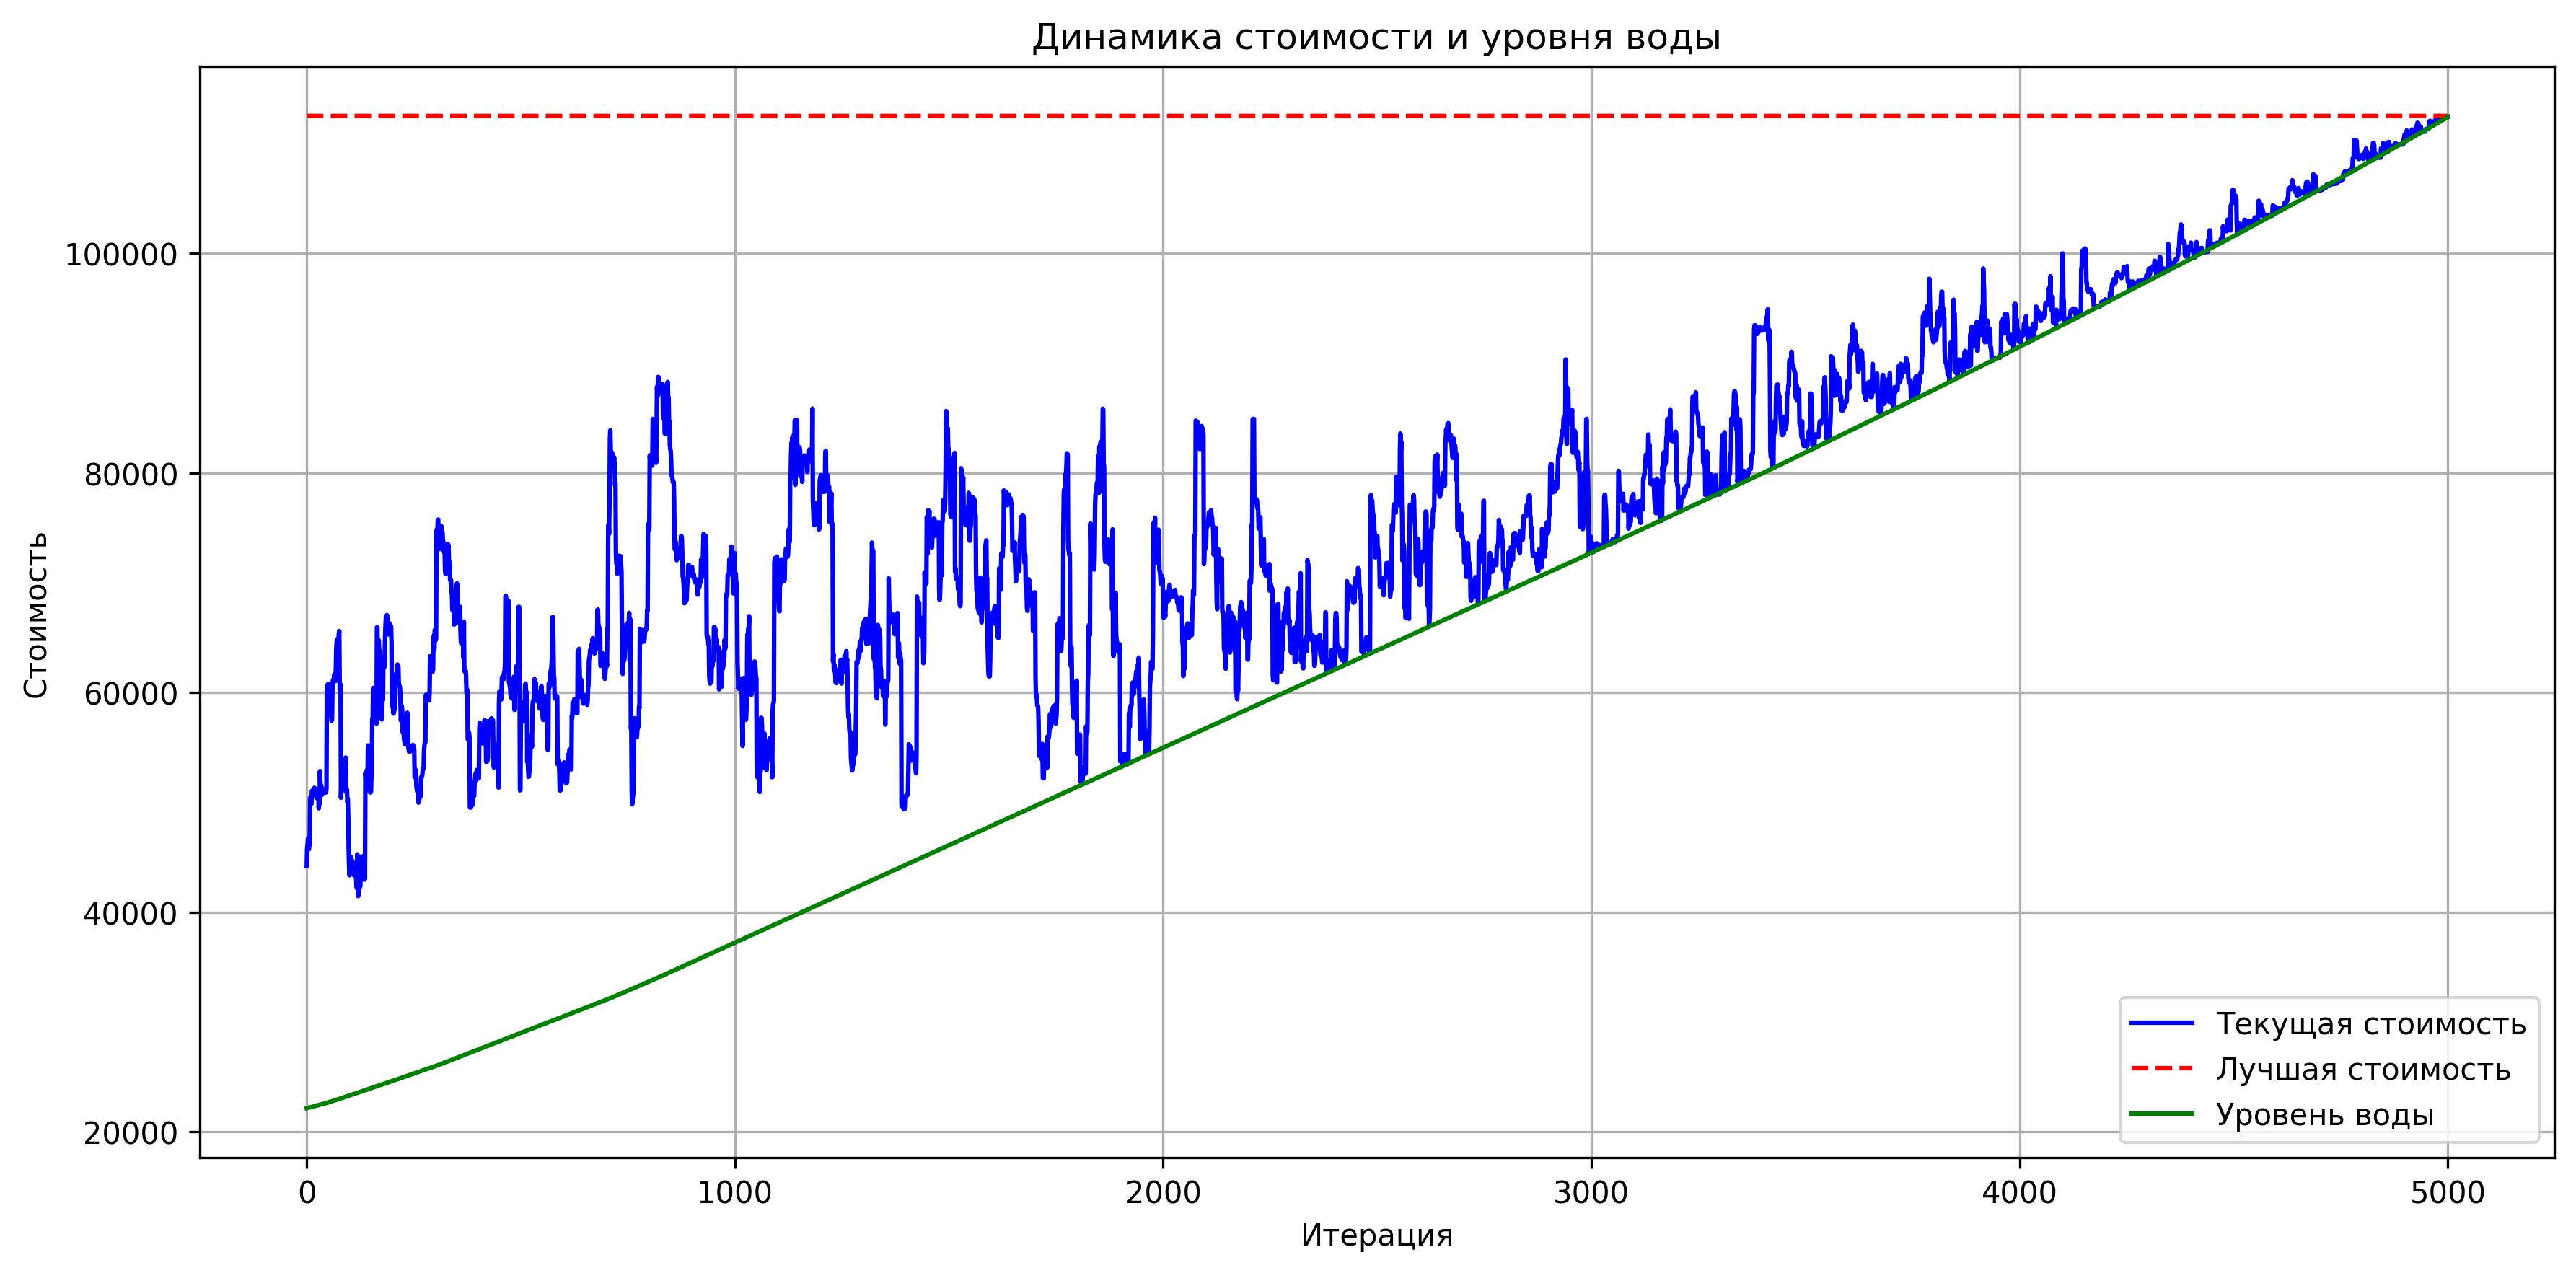 Динамика стоимости и уровня воды
Стоимость
100000
80000
60000
40000
20000
0
1000
2000
3000
4000
5000
Итерация
Текущая стоимость
Лучшая стоимость
Уровень воды